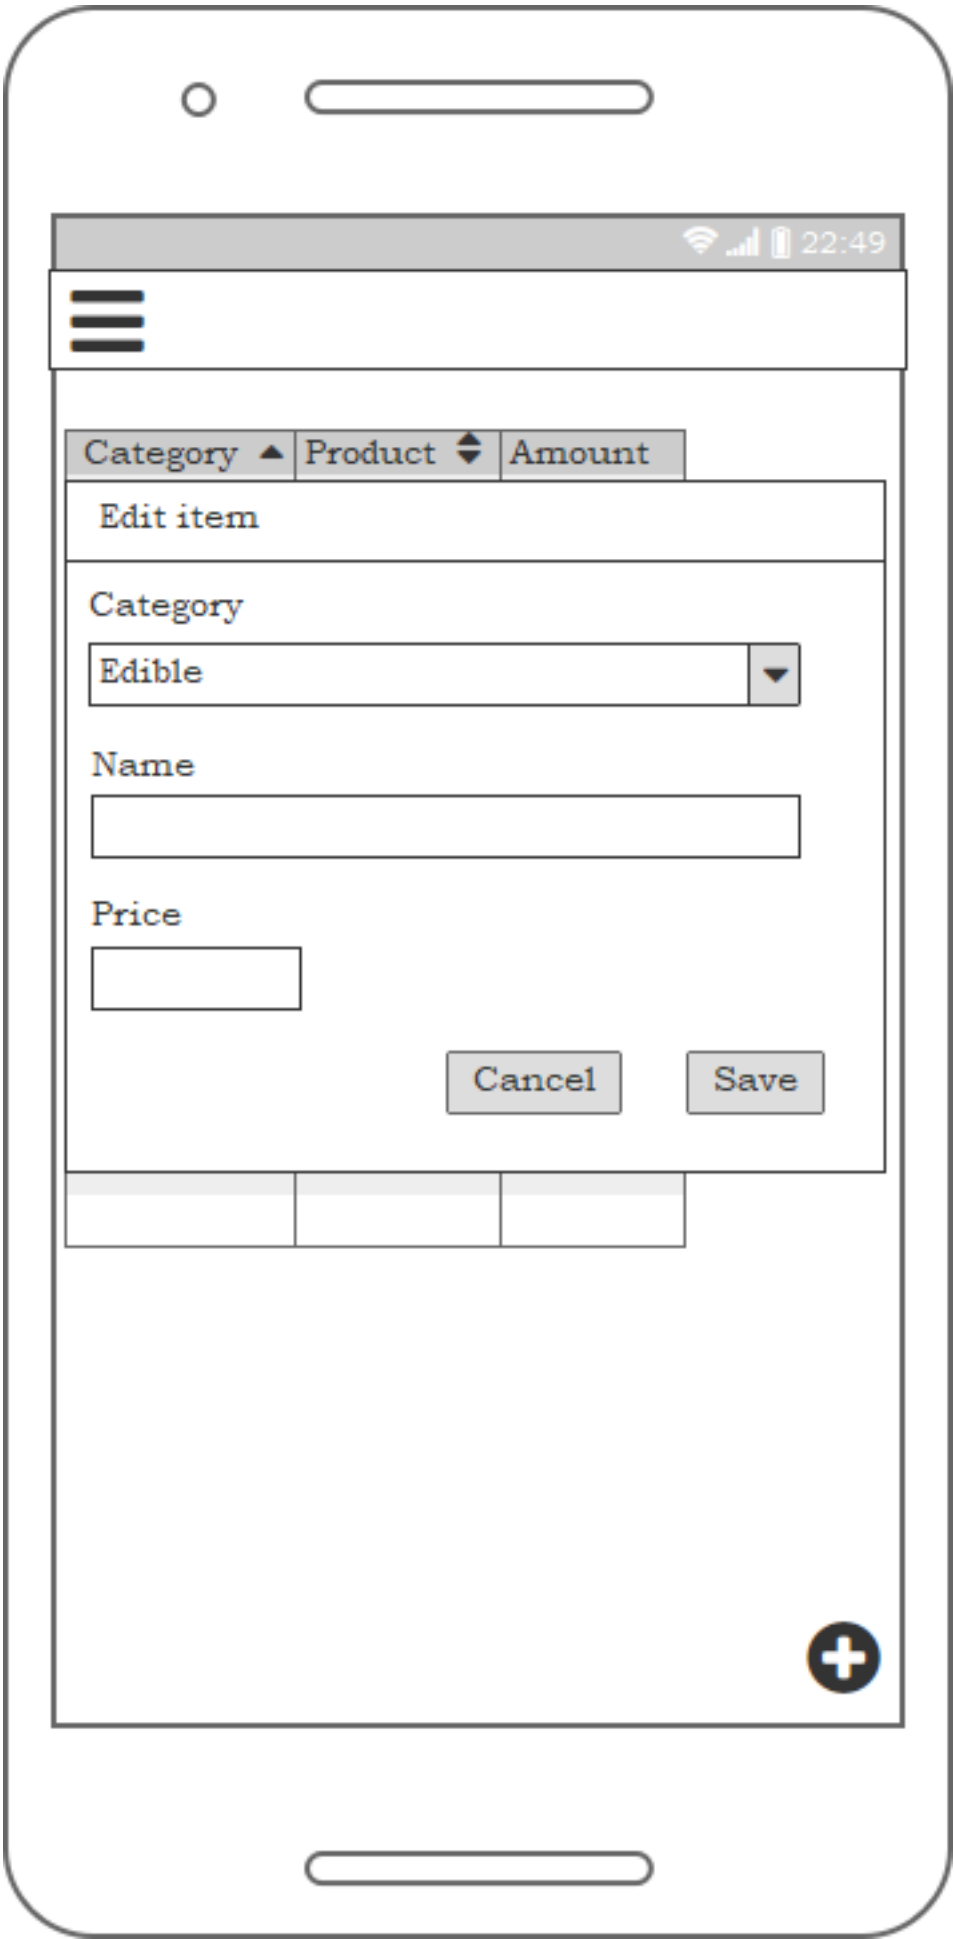 22:49
Category Product Amount
Edit item
Category
Edible
Name
Price
Cancel Save